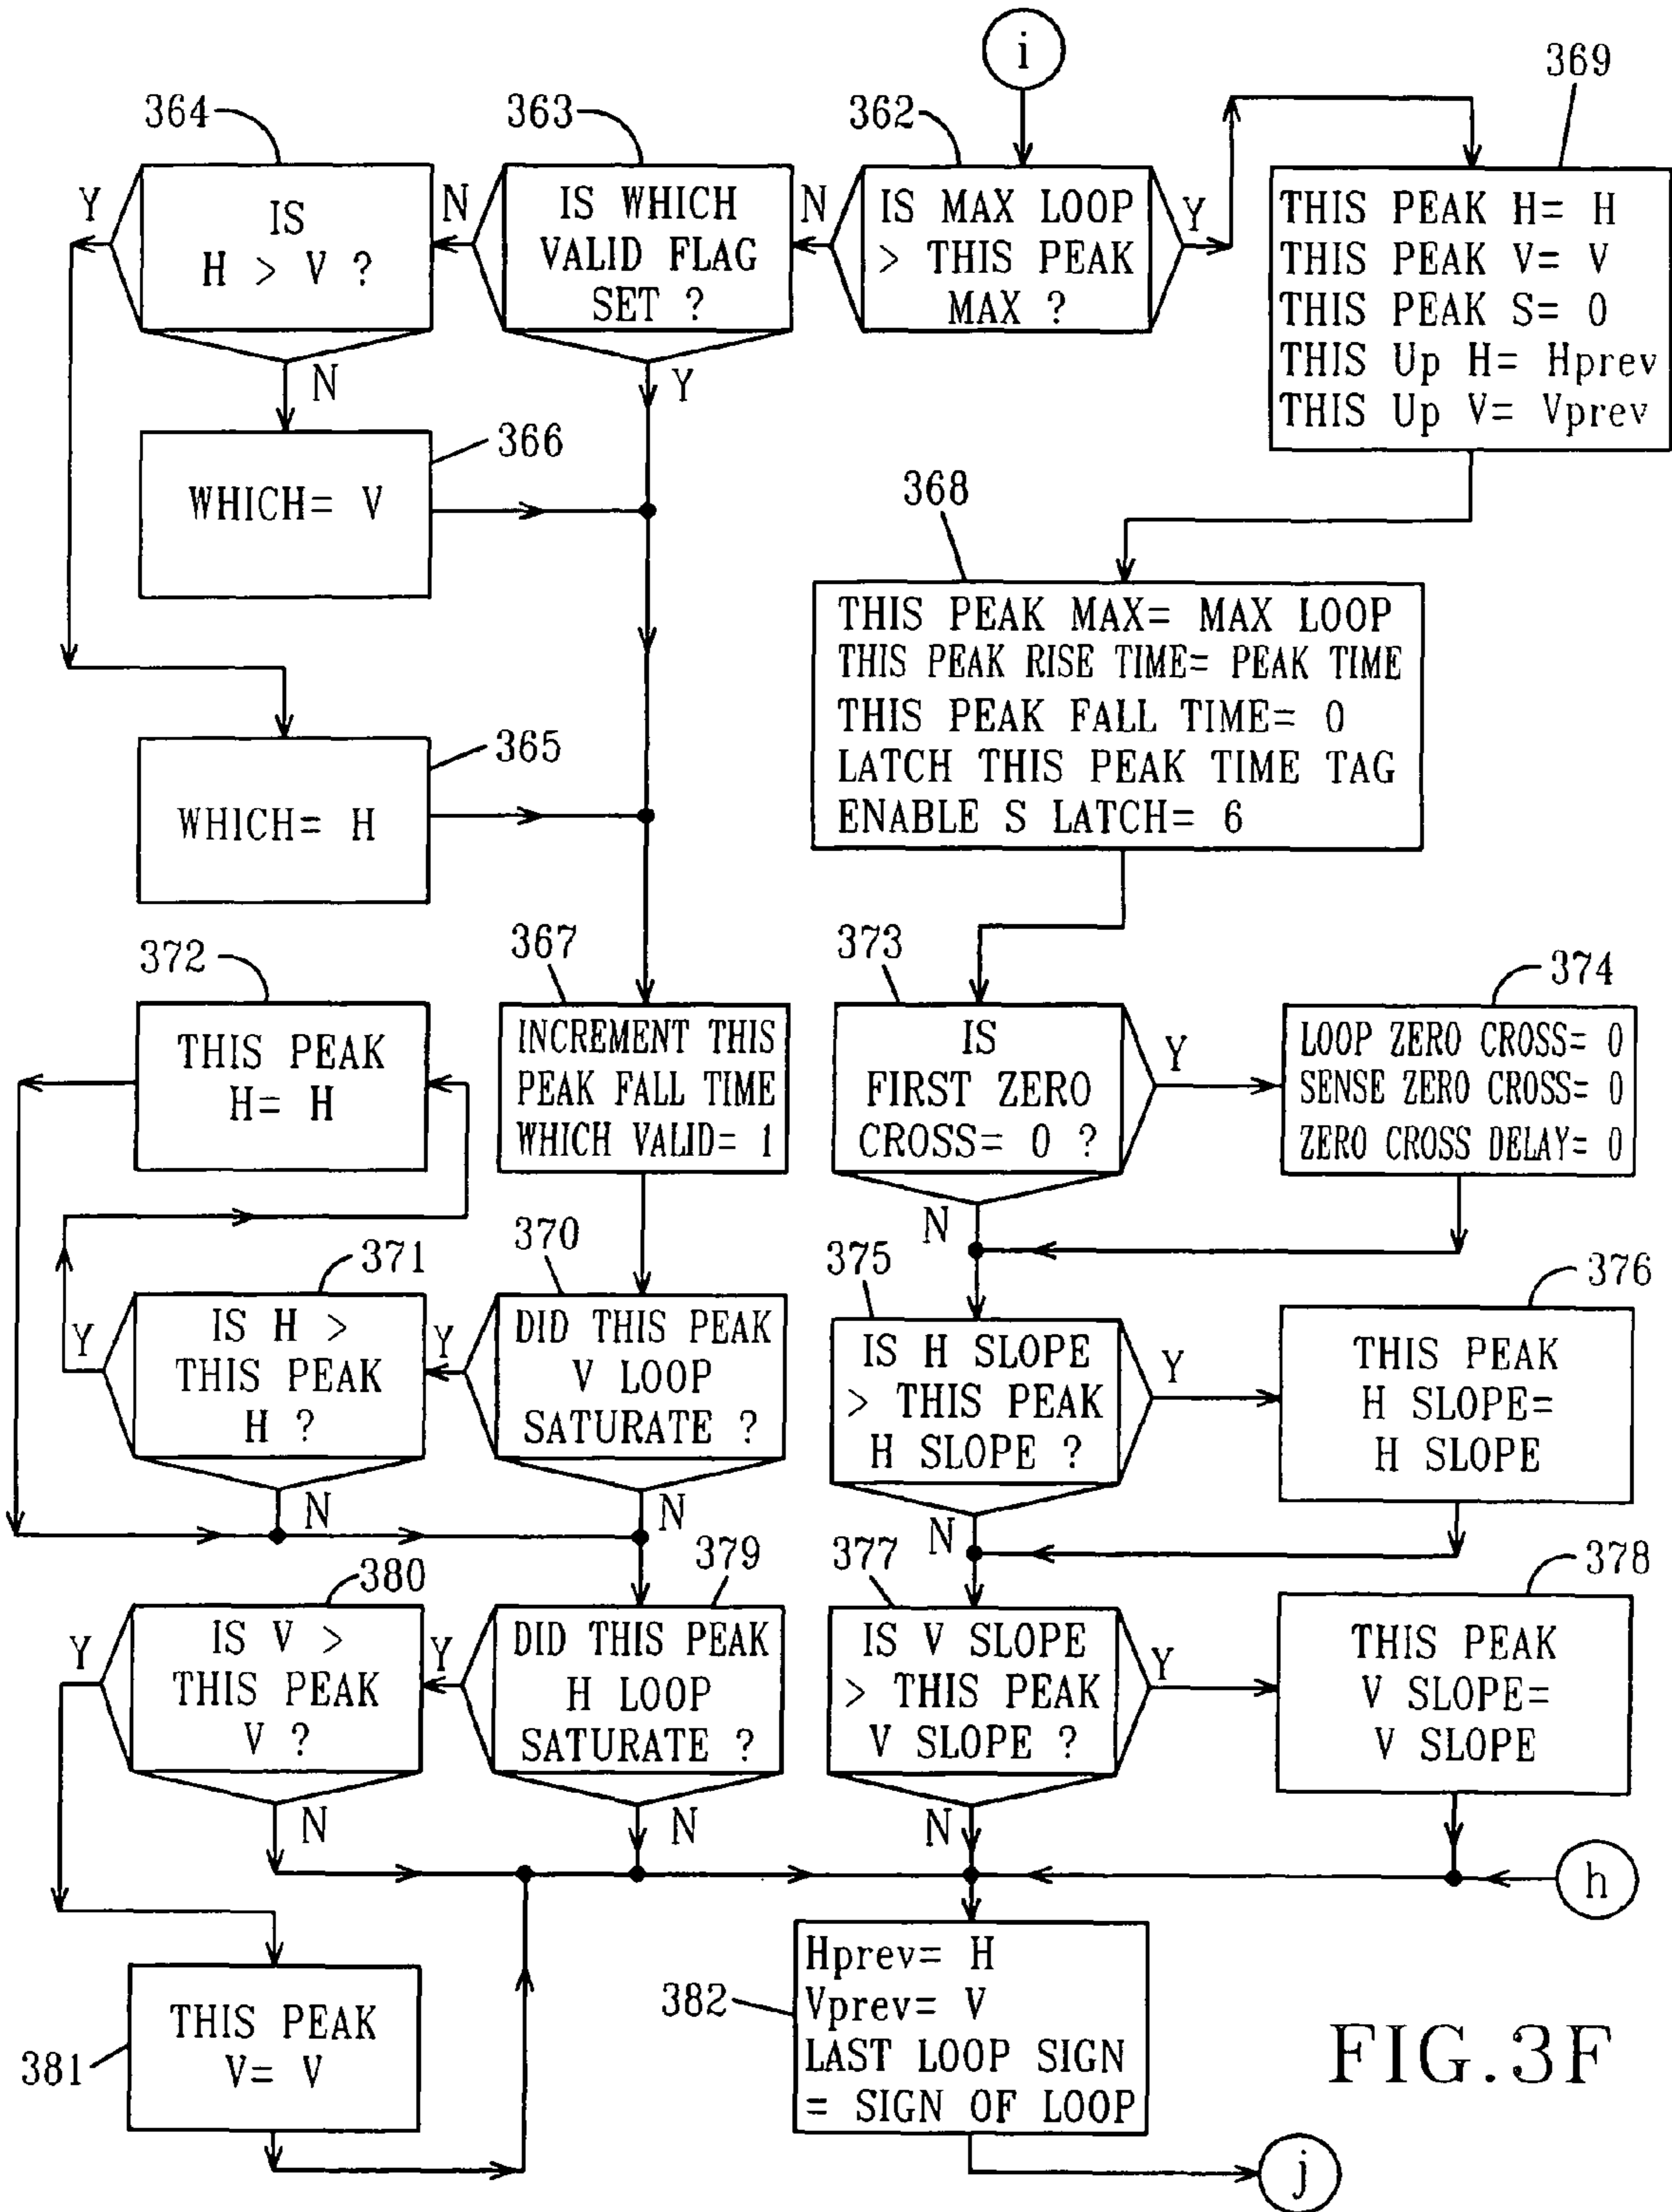 i
369
364
363
362
Y
IS
H > V ?
N
IS WHICH
VALID FLAG
SET ?
N
IS MAX LOOP
> THIS PEAK
MAX ?
Y
THIS PEAK H= H
THIS PEAK V= V
THIS PEAK S= 0
THIS Up H= Hprev
THIS Up V= Vprev
N
Y
366
WHICH= V
368
THIS PEAK MAX= MAX LOOP
THIS PEAK RISE TIME= PEAK TIME
THIS PEAK FALL TIME= 0
LATCH THIS PEAK TIME TAG
ENABLE S LATCH= 6
365
WHICH= H
372
367
373
374
THIS PEAK
H= H
INCREMENT THIS
PEAK FALL TIME
WHICH VALID= 1
IS
FIRST ZERO
CROSS= 0 ?
Y
LOOP ZERO CROSS= 0
SENSE ZERO CROSS= 0
ZERO CROSS DELAY= 0
N
371
370
375
376
Y
IS H >
THIS PEAK
H ?
Y
DID THIS PEAK
V LOOP
SATURATE ?
IS H SLOPE
> THIS PEAK
H SLOPE ?
Y
THIS PEAK
H SLOPE=
H SLOPE
N
N
N
380
379
377
378
Y
IS V >
THIS PEAK
V ?
Y
DID THIS PEAK
H LOOP
SATURATE ?
IS V SLOPE
> THIS PEAK
V SLOPE ?
Y
THIS PEAK
V SLOPE=
V SLOPE
N
N
N
h
381
THIS PEAK
V= V
382
Hprev= H
Vprev= V
LAST LOOP SIGN
= SIGN OF LOOP
FIG.3F
j